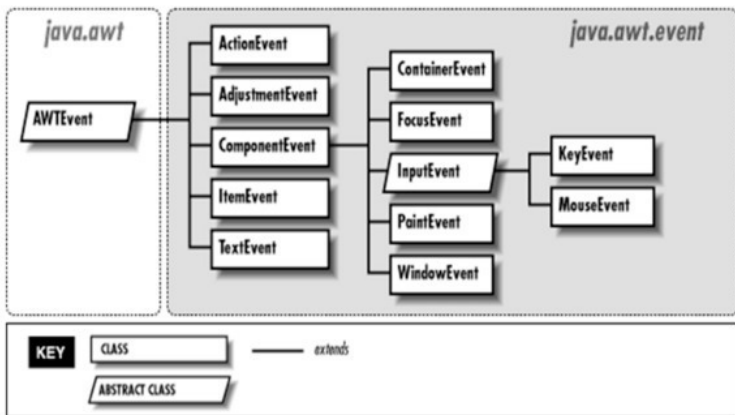 java.awt
java.awt.event
ActionEvent
AdjustmentEvent
AWTEvent
ComponentEvent
ItemEvent
TextEvent
ContainerEvent
FocusEvent
InputEvent
PaintEvent
WindowEvent
KeyEvent
MouseEvent
KEY
CLASS
extends
ABSTRACT CLASS